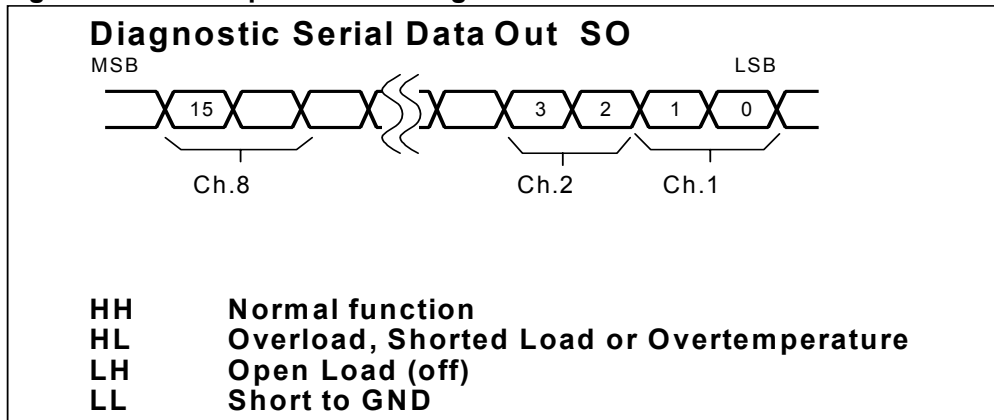 Diagnostic Serial Data Out SO
MSB LSB
15 3 2 1 0
Ch.8 Ch.2 Ch.1
HH Normal function
HL Overload, Shorted Load or Overtemperature
LH Open Load (off)
LL Short to GND